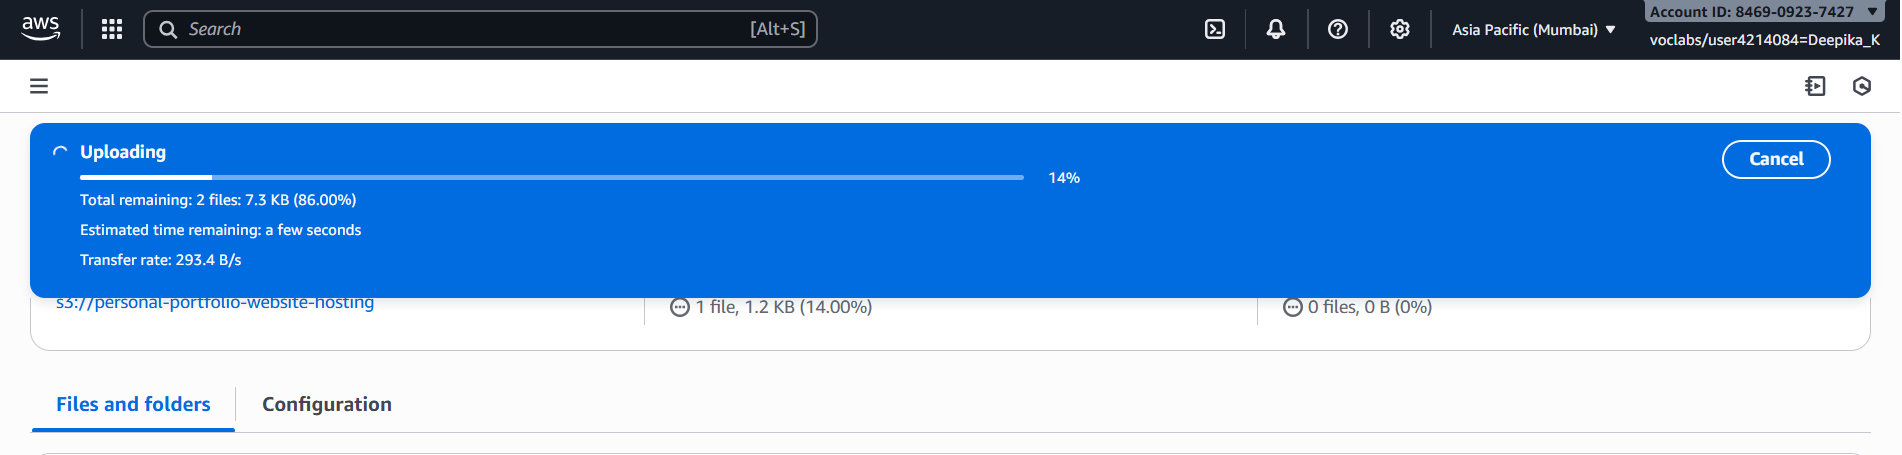 aws
Search [Alt+S]
Asia Pacific (Mumbai)
Account ID: 8469-0923-7427
voclabs/user4214084=Deepika_K
Uploading
Cancel
14%
Total remaining: 2 files: 7.3 KB (86.00%)
Estimated time remaining: a few seconds
Transfer rate: 293.4 B/s
s3://personal-portfolio-website-hosting
1 file, 1.2 KB (14.00%)
0 files, 0 B (0%)
Files and folders
Configuration